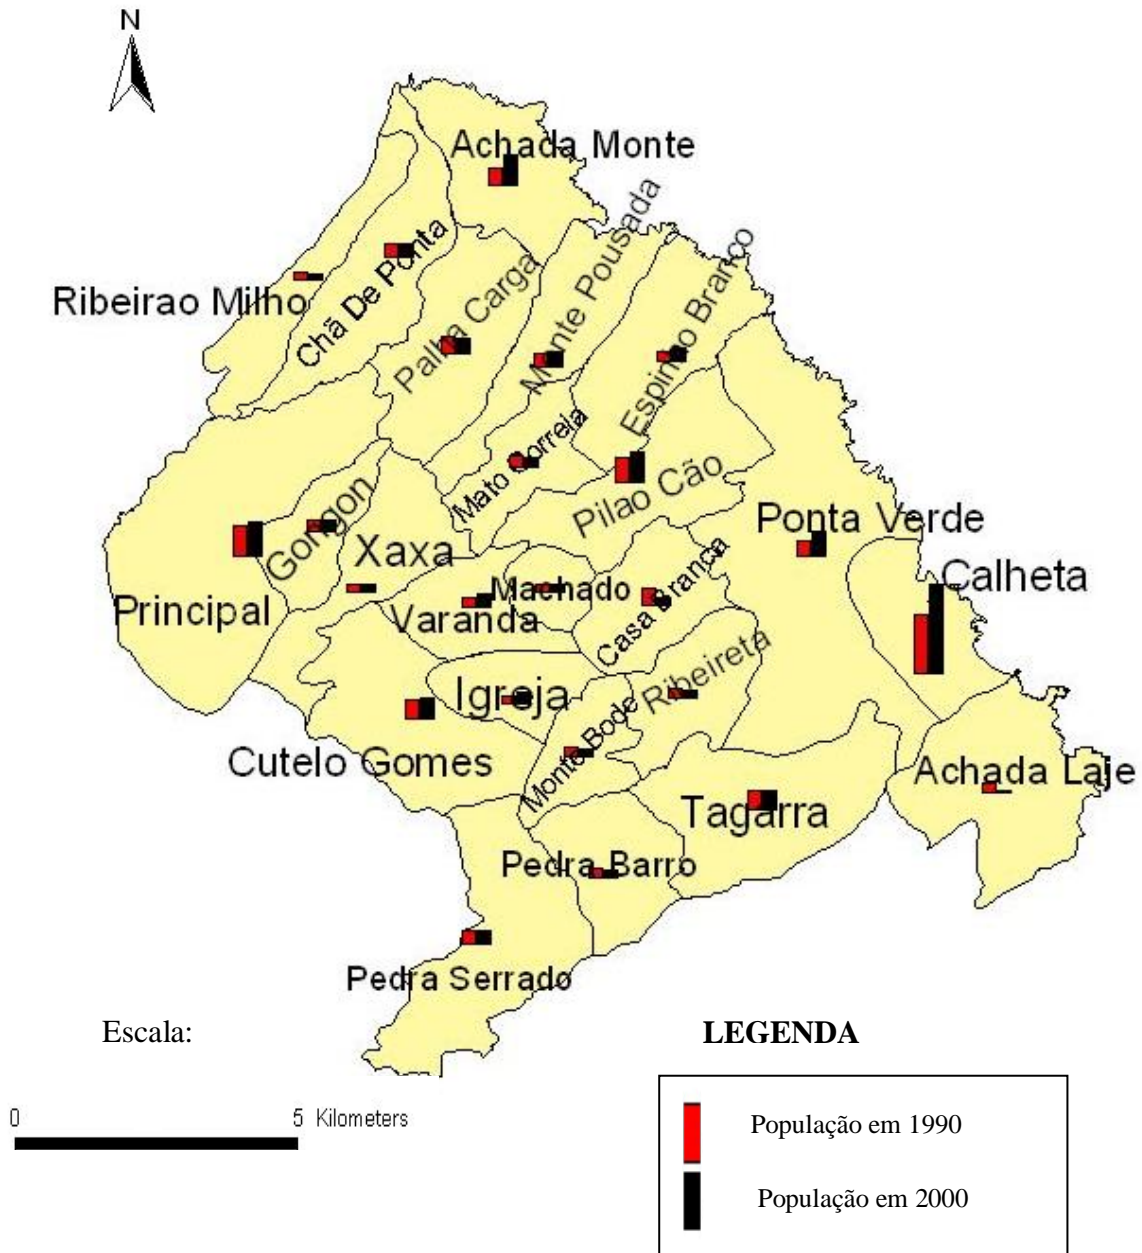 N
Achada Monte
Monte Pousada
Chã De Ponta
Espinho Branco
Palha Carga
Ribeirao Milho
Mato Correia
Pilao Cão
Gongon
Ponta Verde
Xaxa
Calheta
Machado
Casa Branca
Principal
Varanda
Ribeireta
Igreja
Monte Bode
Cutelo Gomes
Achada Laje
Tagarra
Pedra Barro
Pedra Serrado
Escala:
LEGENDA
0 5 Kilometers
População em 1990
População em 2000